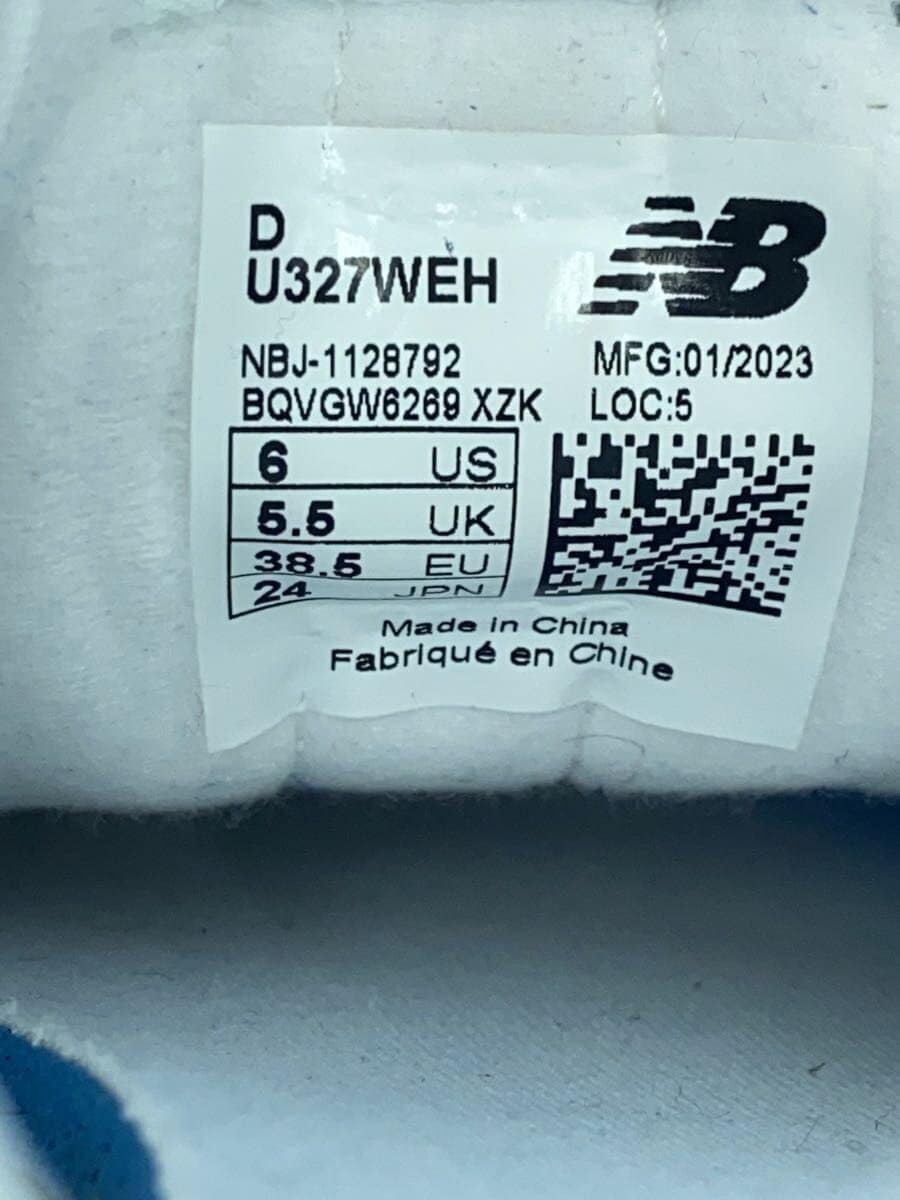 D
U327WEH
NB
NBJ-1128792
MFG:01/2023
BQVGW6269 XZK
LOC:5
6 US
5.5 UK
38.5 EU
24 JPN
Made in China
Fabriqué en Chine